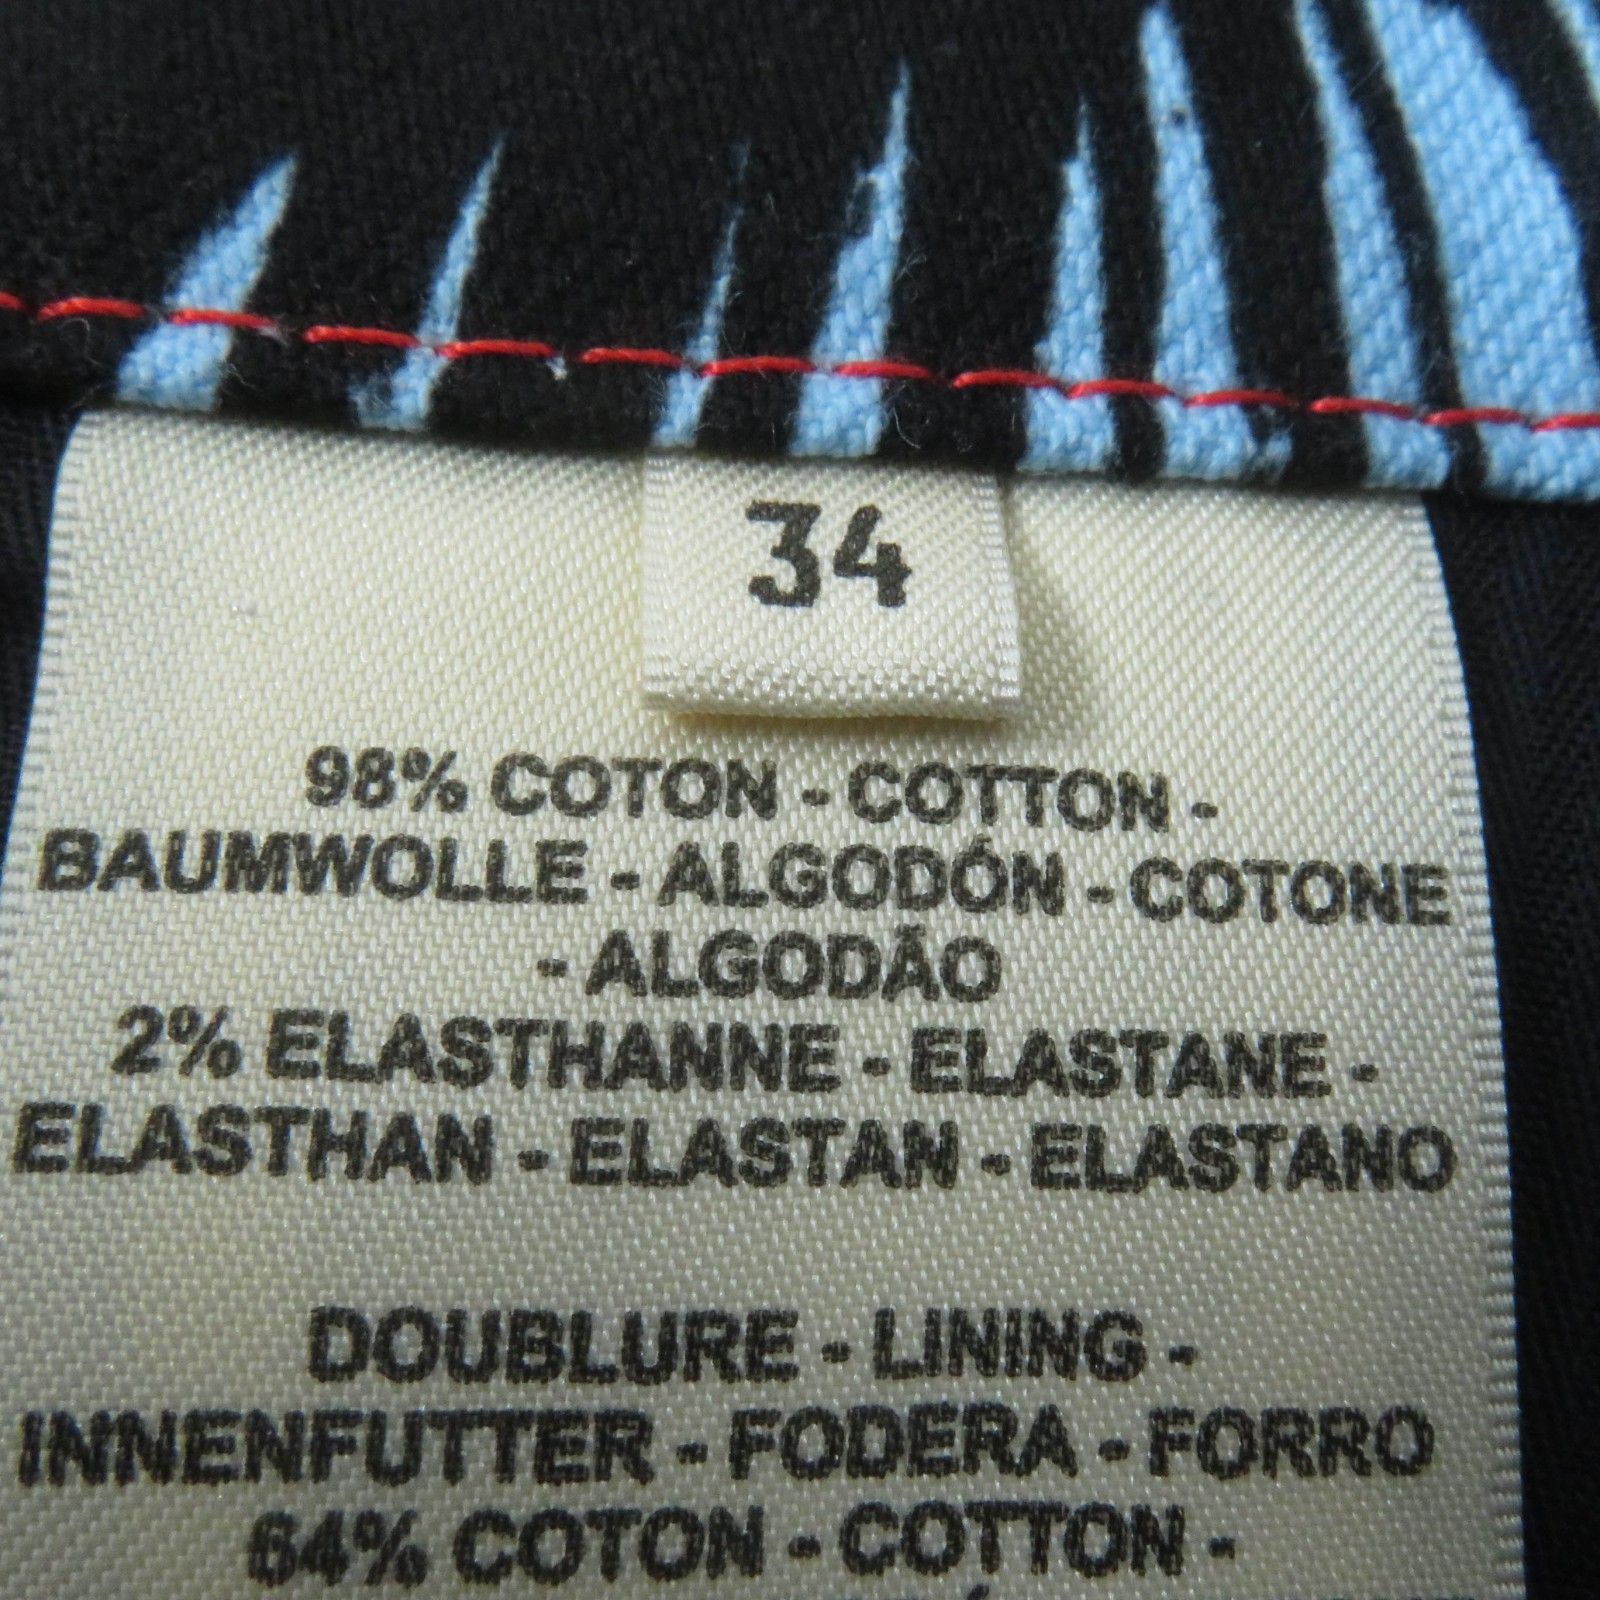 34
98% COTON - COTTON -
BAUMWOLLE - ALGODÓN - COTONE
- ALGODÃO
2% ELASTHANNE - ELASTANE -
ELASTHAN - ELASTAN - ELASTANO
DOUBLURE - LINING -
INNENFUTTER - FODERA - FORRO
64% COTON - COTTON -